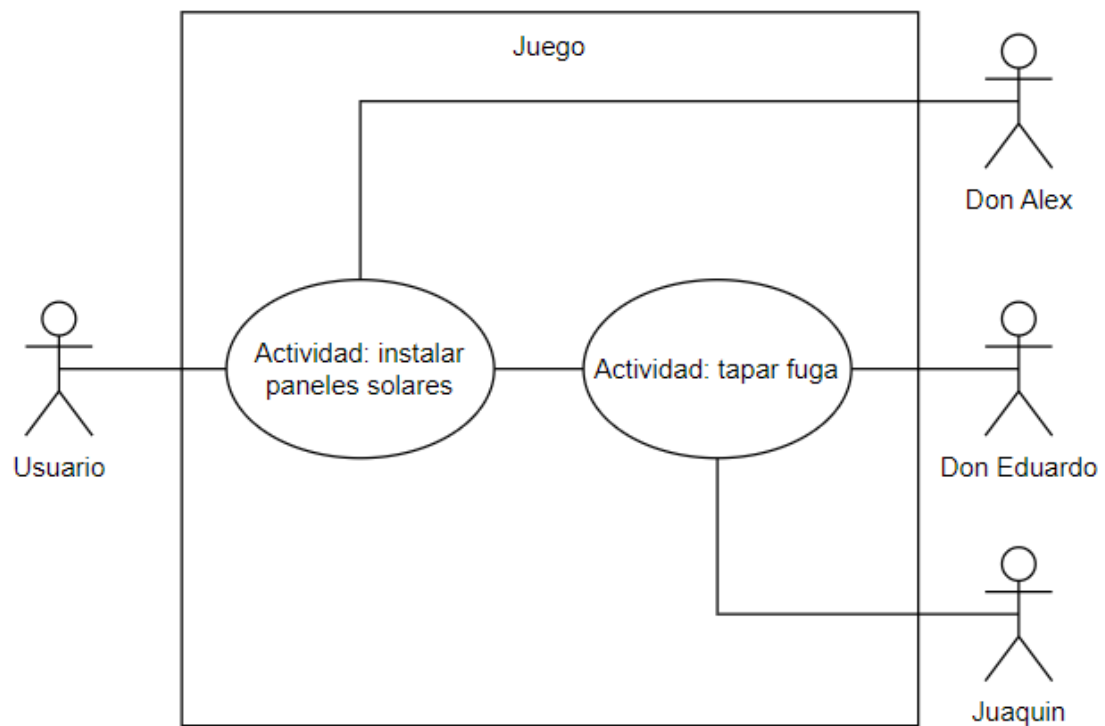 Juego
Don Alex
Actividad: instalar
paneles solares
Actividad: tapar fuga
Usuario
Don Eduardo
Juaquin